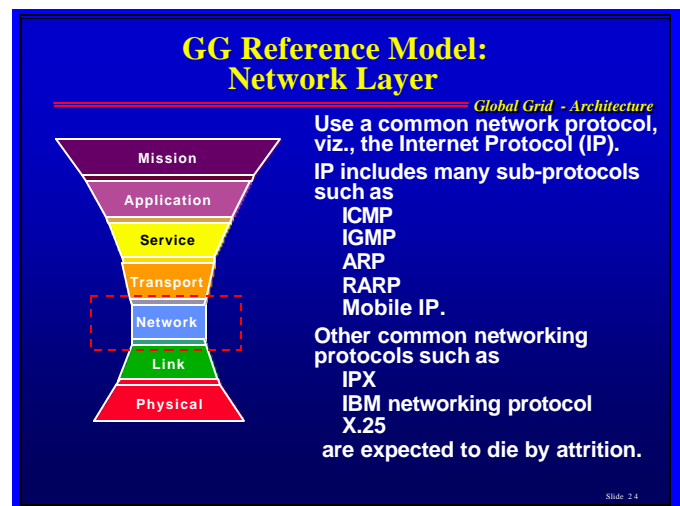 GG Reference Model:
Network Layer
Global Grid - Architecture
Mission
Application
Service
Transport
Network
Link
Physical
Use a common network protocol,
viz., the Internet Protocol (IP).
IP includes many sub-protocols
such as
ICMP
IGMP
ARP
RARP
Mobile IP.
Other common networking
protocols such as
IPX
IBM networking protocol
X.25
are expected to die by attrition.
Slide 24